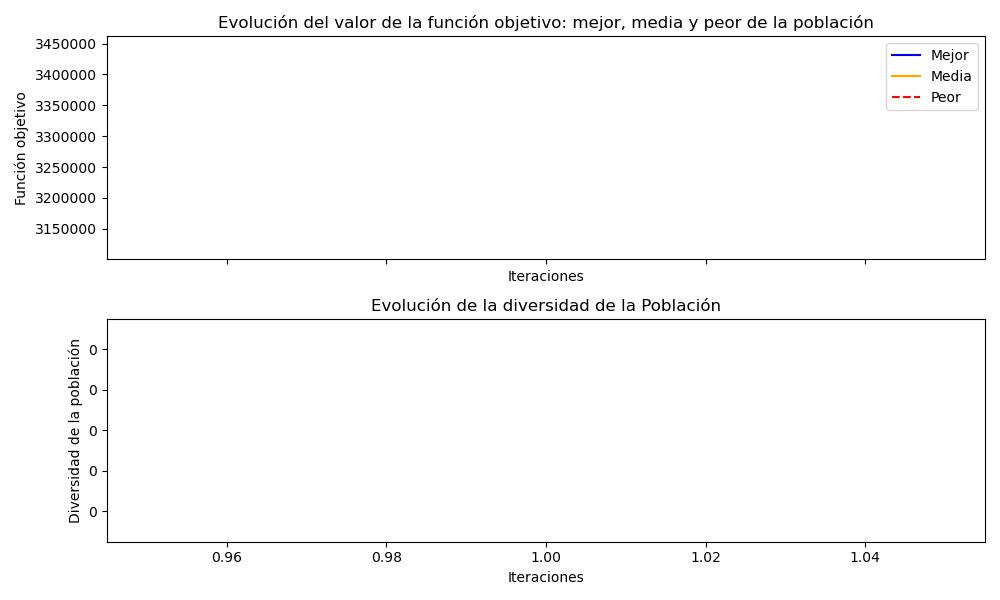 Evolución del valor de la función objetivo: mejor, media y peor de la población
3450000
3400000
3350000
3300000
3250000
3200000
3150000
Función objetivo
Mejor
Media
Peor
Iteraciones
Evolución de la diversidad de la Población
0
0
0
0
0
Diversidad de la población
0.96 0.98 1.00 1.02 1.04
Iteraciones